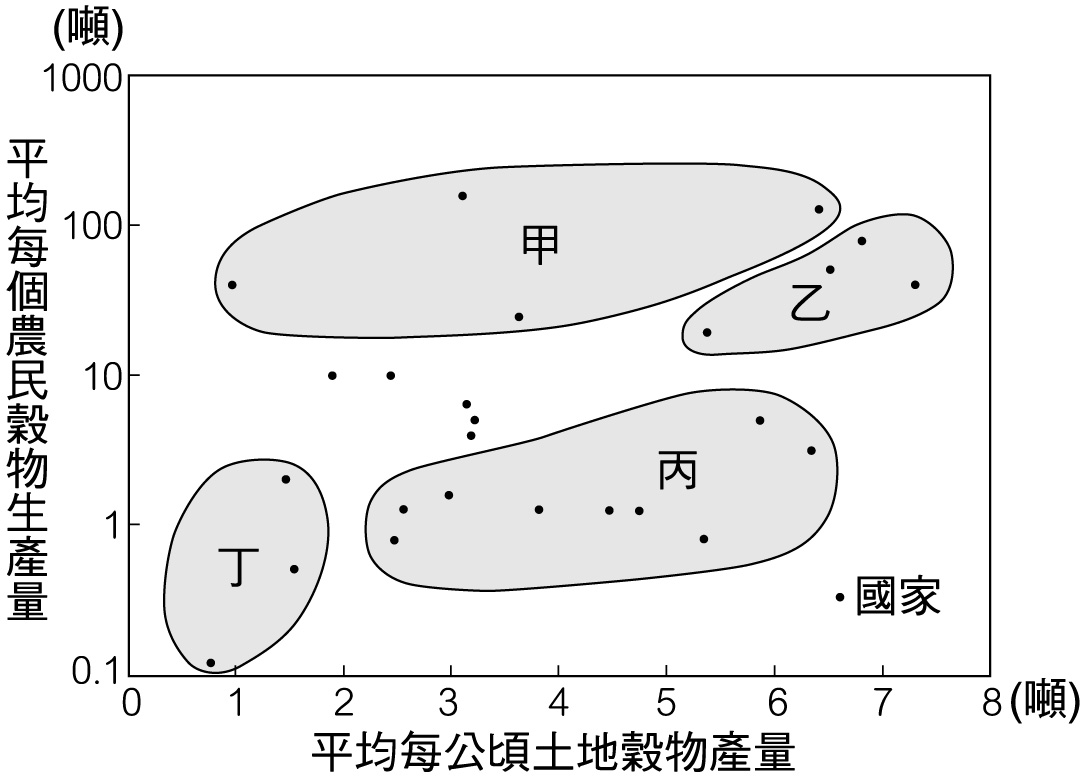 (噸)
1000
100
10
1
0.1
平均每個農民穀物生產量
甲
乙
丙
丁
國家
0 1 2 3 4 5 6 7 8 (噸)
平均每公頃土地穀物產量